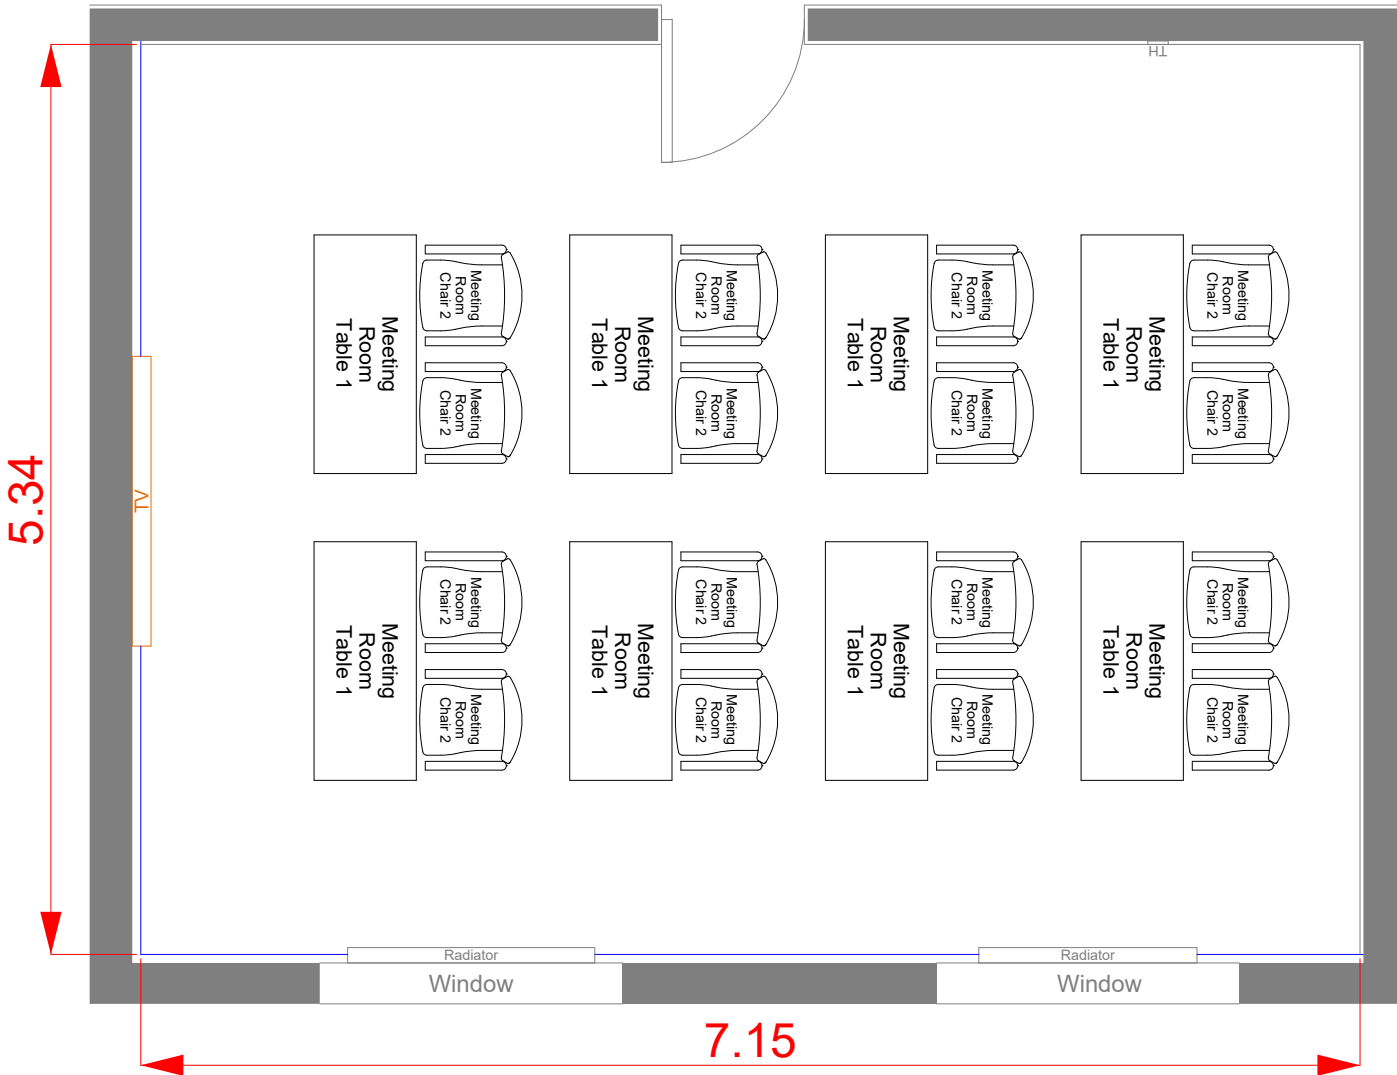 TH
Meeting
Room
Chair 2
Meeting
Room
Chair 2
Meeting
Room
Chair 2
Meeting
Room
Chair 2
Meeting
Room
Table 1
Meeting
Room
Table 1
Meeting
Room
Table 1
Meeting
Room
Table 1
Meeting
Room
Chair 2
Meeting
Room
Chair 2
Meeting
Room
Chair 2
Meeting
Room
Chair 2
5.34
TV
Meeting
Room
Chair 2
Meeting
Room
Chair 2
Meeting
Room
Chair 2
Meeting
Room
Chair 2
Meeting
Room
Table 1
Meeting
Room
Table 1
Meeting
Room
Table 1
Meeting
Room
Table 1
Meeting
Room
Chair 2
Meeting
Room
Chair 2
Meeting
Room
Chair 2
Meeting
Room
Chair 2
Radiator
Radiator
Window
Window
7.15